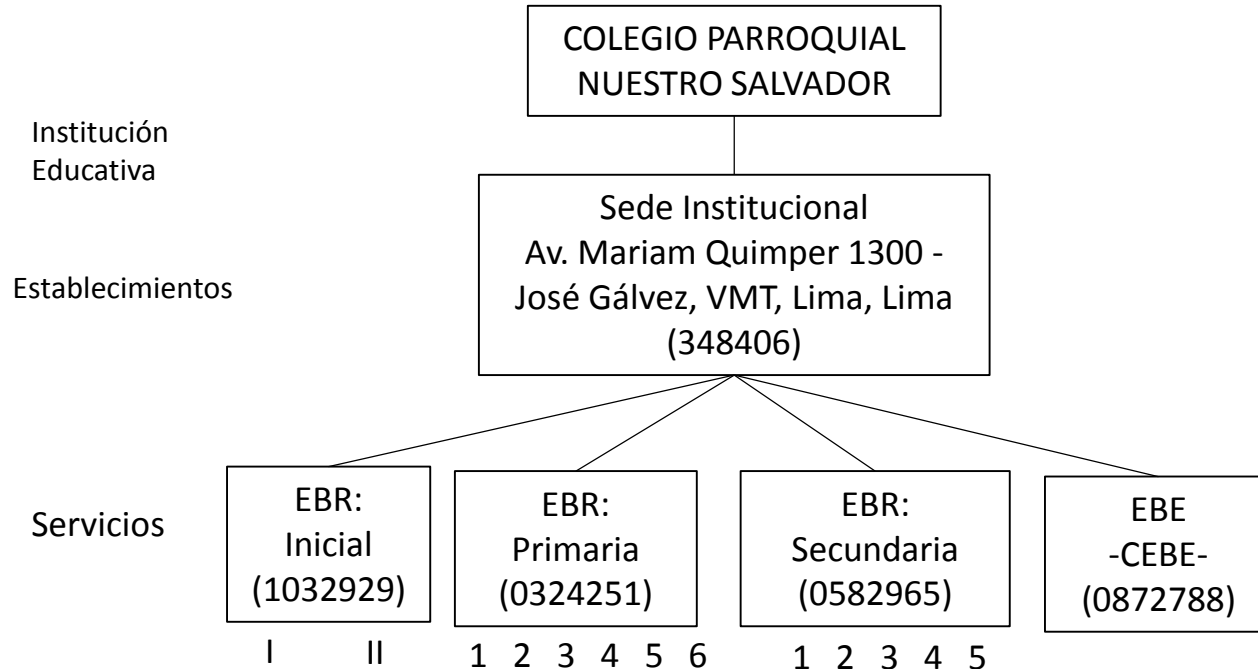 COLEGIO PARROQUIAL
NUESTRO SALVADOR
Institución
Educativa
Sede Institucional
Av. Mariam Quimper 1300 -
José Gálvez, VMT, Lima, Lima
(348406)
Establecimientos
Servicios
EBR:
Inicial
(1032929)
I II
EBR:
Primaria
(0324251)
1 2 3 4 5 6
EBR:
Secundaria
(0582965)
1 2 3 4 5
EBE
-CEBE-
(0872788)